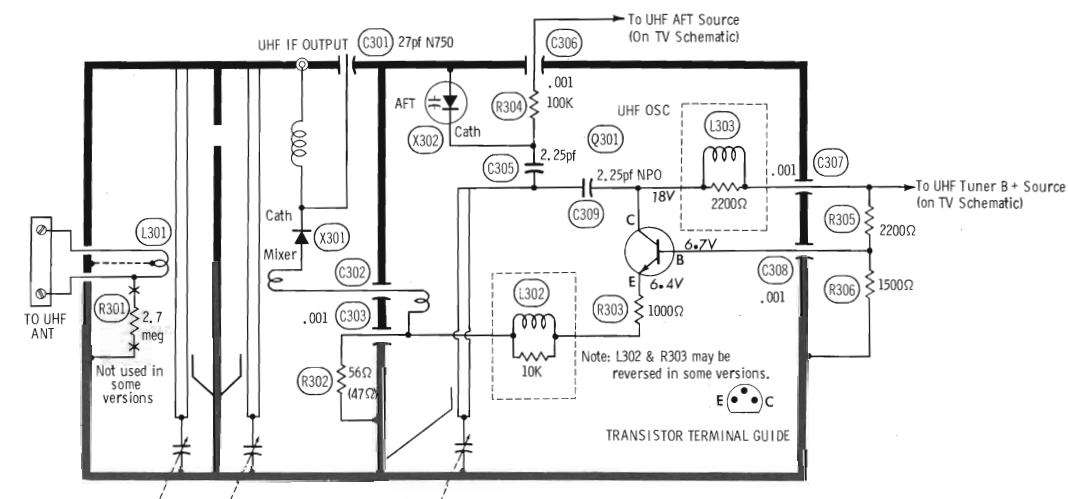 To UHF AFT Source
(On TV Schematic)
UHF IF OUTPUT
C301
27pf N750
C306
.001
AFT
R304
100K
UHF OSC
L303
X302
Cath
Q301
C305
2.25pf
2.25pf NPO
C309
18V
2200Ω
.001
C307
To UHF Tuner B+ Source
(on TV Schematic)
R305
2200Ω
L301
Cath
X301
Mixer
C
B
E
6.7V
6.4V
C302
C308
.001
R306
1500Ω
L302
R303
1000Ω
TO UHF
ANT
R301
2.7
meg
.001
C303
10K
Note: L302 & R303 may be
reversed in some versions.
Not used in
some
versions
R302
56Ω
(47Ω)
E
C
TRANSISTOR TERMINAL GUIDE